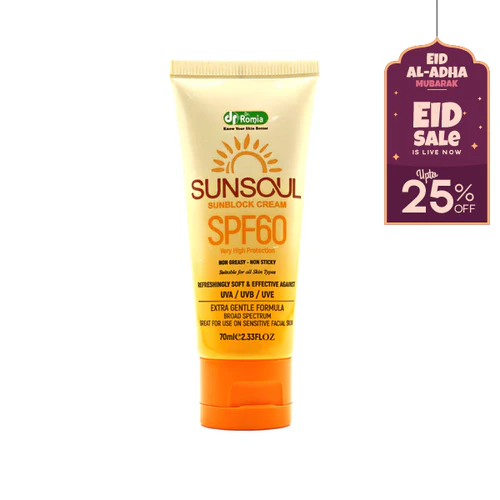 dr. Romia
Know Your Skin Better
SUNSOUL
SUNBLOCK CREAM
SPF60
Very High Protection
NON GREASY - NON STICKY
Suitable for all Skin Types
REFRESHINGLY SOFT & EFFECTIVE AGAINST
UVA / UVB / UVE
EXTRA GENTLE FORMULA
BROAD SPECTRUM
GREAT FOR USE ON SENSITIVE FACIAL SKIN
70ml℮2.33FL.OZ
EID
AL-ADHA
MUBARAK
EID
SALE
IS LIVE NOW
Upto
25% OFF